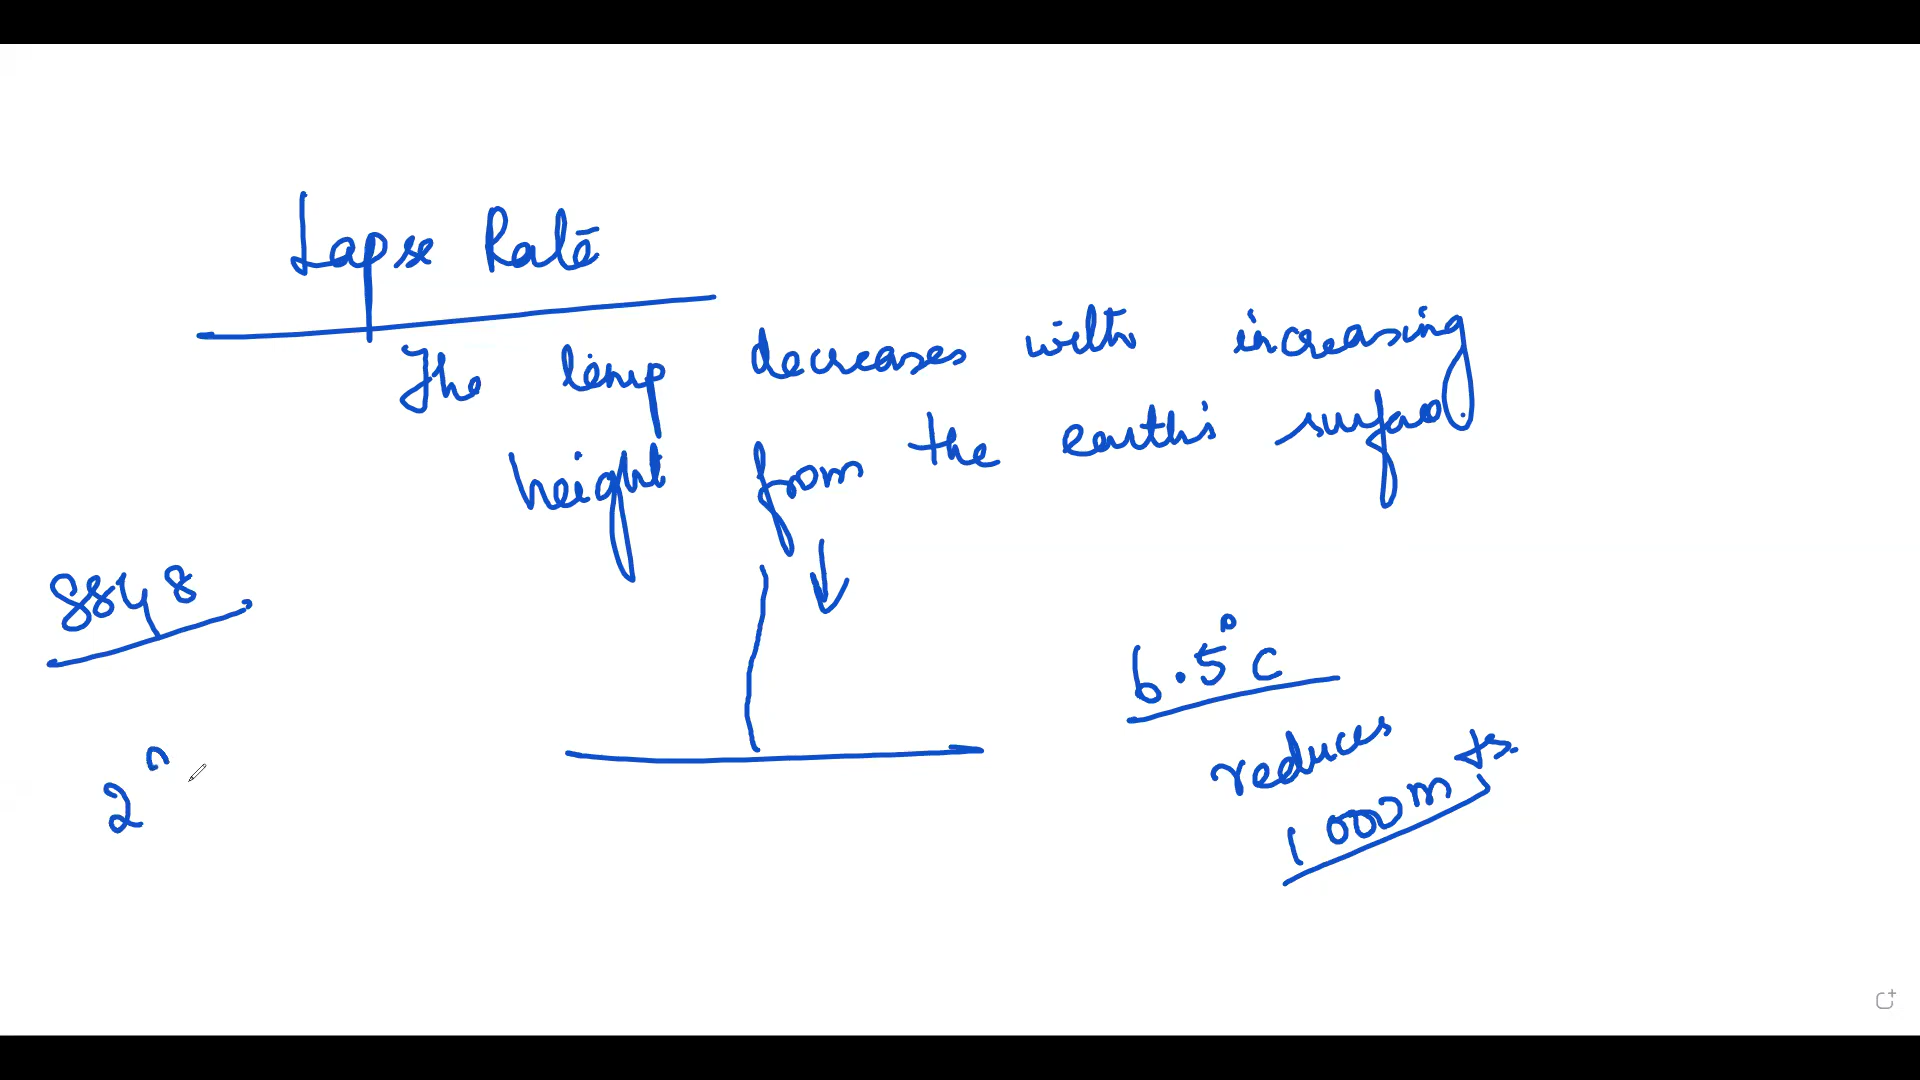 Lapse Rate
The temp decreases with increasing
height from the earth's surface.
8848
6.5°C
reduces
1000 mts.
2